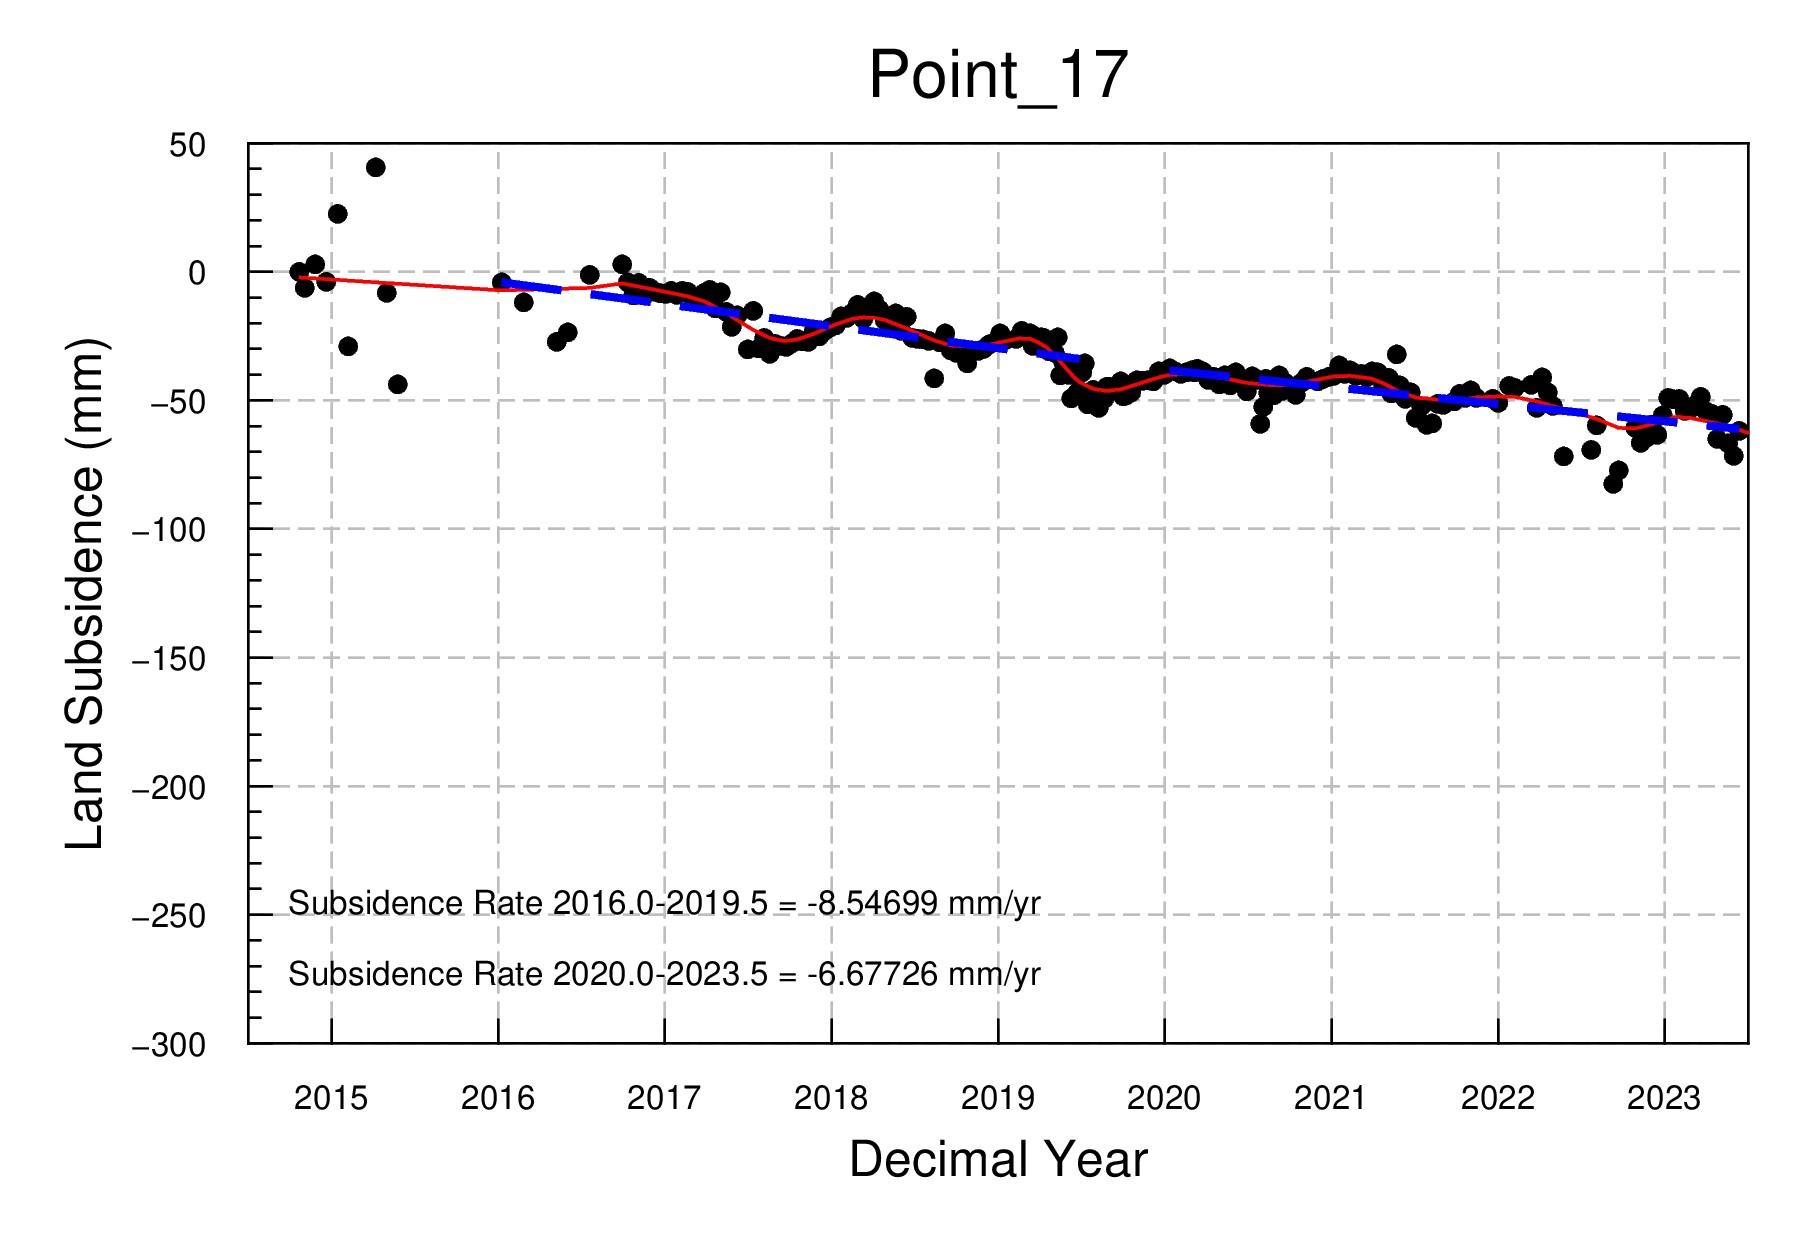 Point_17
Land Subsidence (mm)
50
0
−50
−100
−150
−200
−250
−300
Subsidence Rate 2016.0-2019.5 = -8.54699 mm/yr
Subsidence Rate 2020.0-2023.5 = -6.67726 mm/yr
2015 2016 2017 2018 2019 2020 2021 2022 2023
Decimal Year